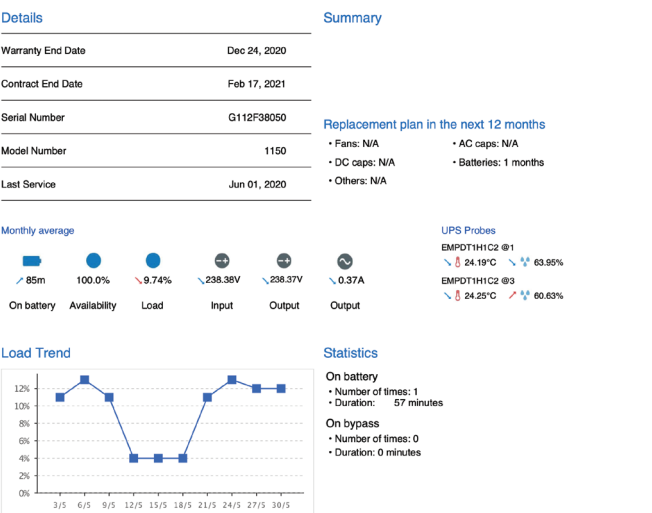 Details
Summary
Warranty End Date Dec 24, 2020
Contract End Date Feb 17, 2021
Serial Number G112F38050
Model Number 1150
Last Service Jun 01, 2020
Replacement plan in the next 12 months
• Fans: N/A • AC caps: N/A
• DC caps: N/A • Batteries: 1 months
• Others: N/A
Monthly average
85m 100.0% 9.74% 238.38V 238.37V 0.37A
On battery Availability Load Input Output Output
UPS Probes
EMPDT1H1C2 @1
24.19°C 63.95%
EMPDT1H1C2 @3
24.25°C 60.63%
Load Trend
12%
10%
8%
6%
4%
2%
0%
3/5 6/5 9/5 12/5 15/5 18/5 21/5 24/5 27/5 30/5
Statistics
On battery
• Number of times: 1
• Duration: 57 minutes
On bypass
• Number of times: 0
• Duration: 0 minutes